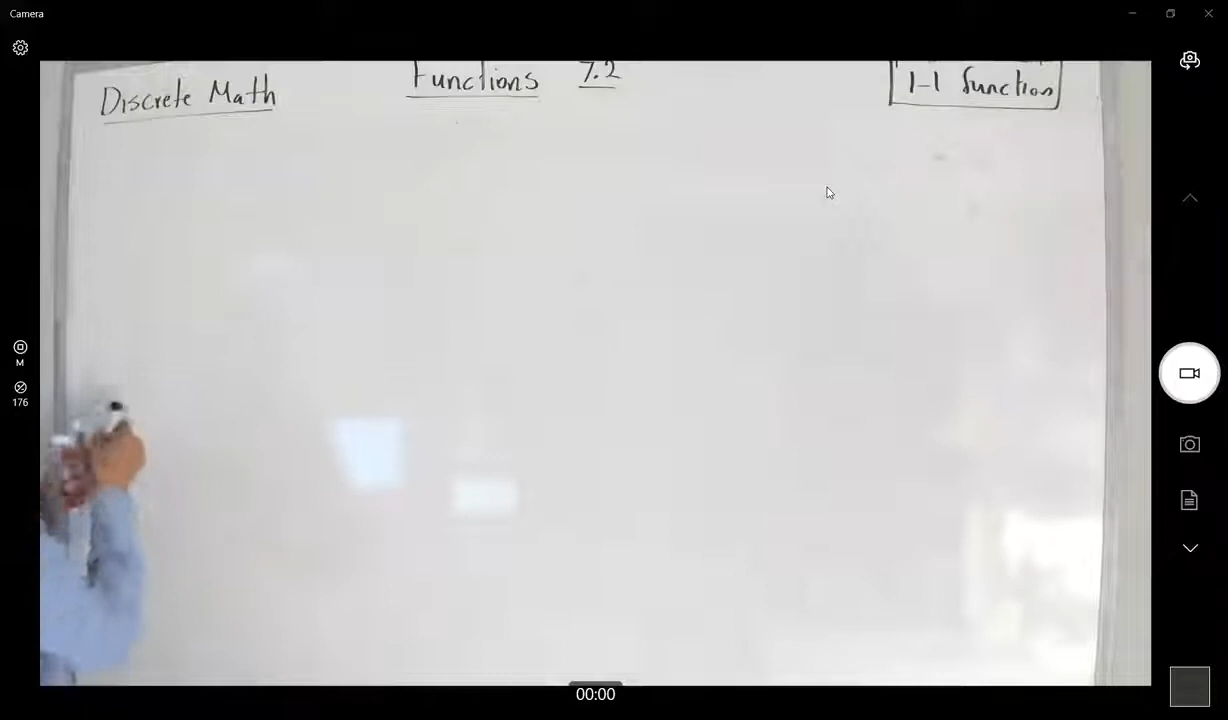 Camera
Discrete Math
Functions 7.2
1-1 function
M
176
00:00